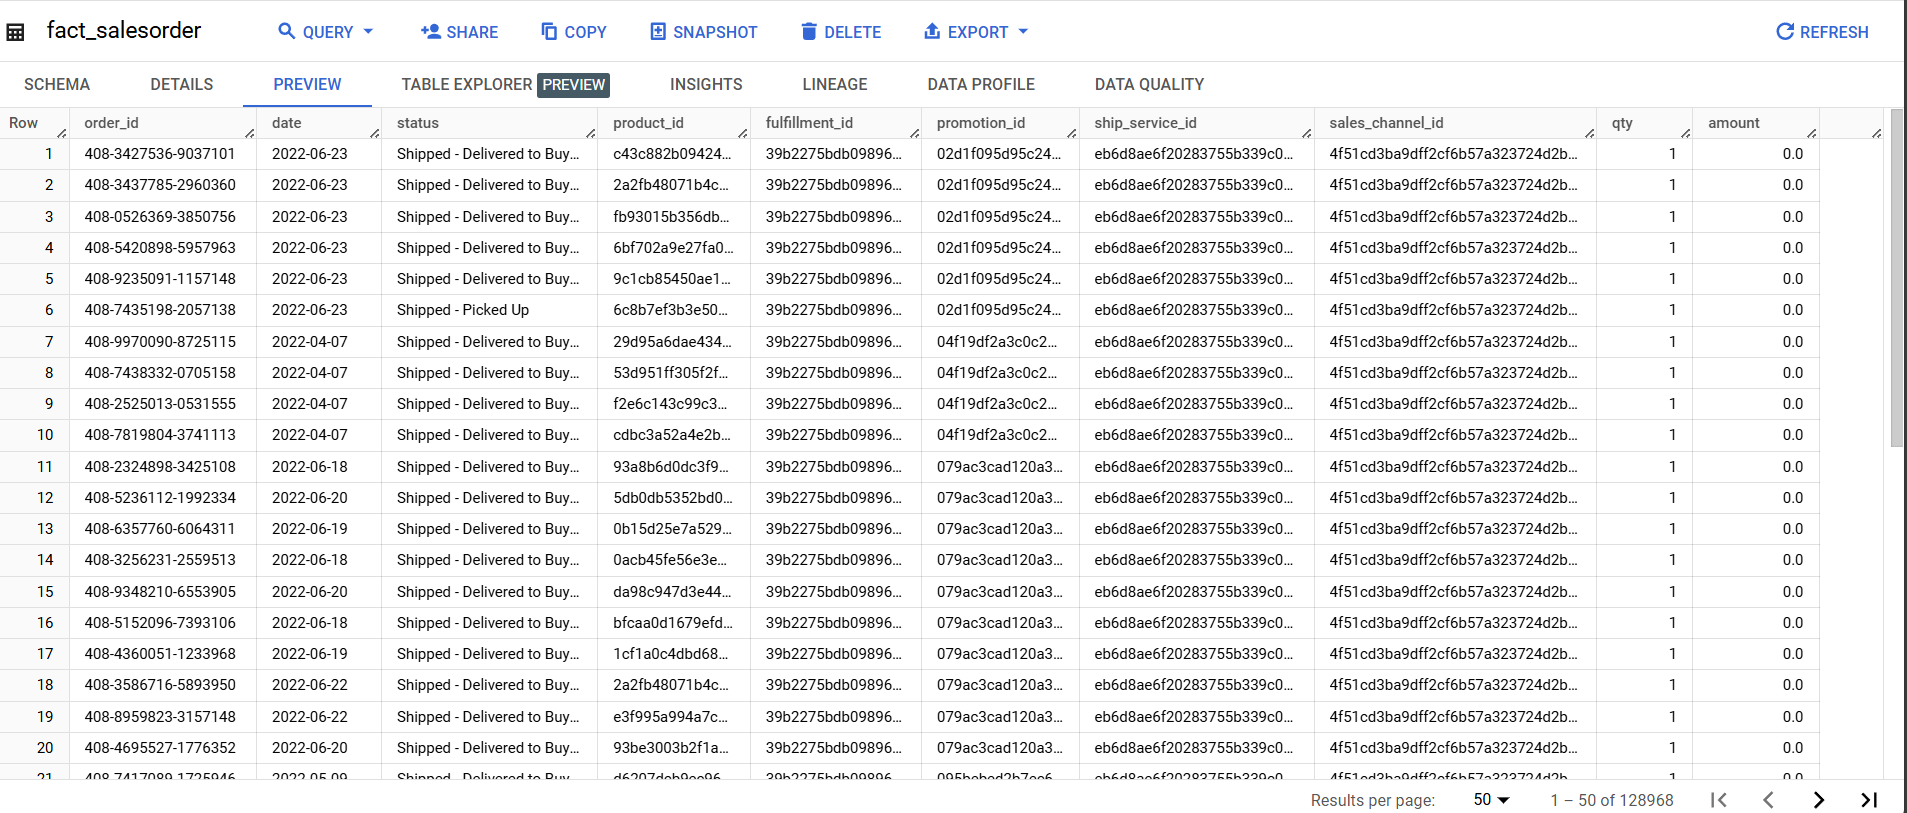 fact_salesorder QUERY SHARE COPY SNAPSHOT DELETE EXPORT REFRESH
SCHEMA DETAILS PREVIEW TABLE EXPLORER PREVIEW INSIGHTS LINEAGE DATA PROFILE DATA QUALITY
Row order_id date status product_id fulfillment_id promotion_id ship_service_id sales_channel_id qty amount
1 408-3427536-9037101 2022-06-23 Shipped - Delivered to Buy... c43c882b09424... 39b2275bdb09896... 02d1f095d95c24... eb6d8ae6f20283755b339c0... 4f51cd3ba9dff2cf6b57a323724d2b... 1 0.0
2 408-3437785-2960360 2022-06-23 Shipped - Delivered to Buy... 2a2fb48071b4c... 39b2275bdb09896... 02d1f095d95c24... eb6d8ae6f20283755b339c0... 4f51cd3ba9dff2cf6b57a323724d2b... 1 0.0
3 408-0526369-3850756 2022-06-23 Shipped - Delivered to Buy... fb93015b356db... 39b2275bdb09896... 02d1f095d95c24... eb6d8ae6f20283755b339c0... 4f51cd3ba9dff2cf6b57a323724d2b... 1 0.0
4 408-5420898-5957963 2022-06-23 Shipped - Delivered to Buy... 6bf702a9e27fa0... 39b2275bdb09896... 02d1f095d95c24... eb6d8ae6f20283755b339c0... 4f51cd3ba9dff2cf6b57a323724d2b... 1 0.0
5 408-9235091-1157148 2022-06-23 Shipped - Delivered to Buy... 9c1cb85450ae1... 39b2275bdb09896... 02d1f095d95c24... eb6d8ae6f20283755b339c0... 4f51cd3ba9dff2cf6b57a323724d2b... 1 0.0
6 408-7435198-2057138 2022-06-23 Shipped - Picked Up 6c8b7ef3b3e50... 39b2275bdb09896... 02d1f095d95c24... eb6d8ae6f20283755b339c0... 4f51cd3ba9dff2cf6b57a323724d2b... 1 0.0
7 408-9970090-8725115 2022-04-07 Shipped - Delivered to Buy... 29d95a6dae434... 39b2275bdb09896... 04f19df2a3c0c2... eb6d8ae6f20283755b339c0... 4f51cd3ba9dff2cf6b57a323724d2b... 1 0.0
8 408-7438332-0705158 2022-04-07 Shipped - Delivered to Buy... 53d951ff305f2f... 39b2275bdb09896... 04f19df2a3c0c2... eb6d8ae6f20283755b339c0... 4f51cd3ba9dff2cf6b57a323724d2b... 1 0.0
9 408-2525013-0531555 2022-04-07 Shipped - Delivered to Buy... f2e6c143c99c3... 39b2275bdb09896... 04f19df2a3c0c2... eb6d8ae6f20283755b339c0... 4f51cd3ba9dff2cf6b57a323724d2b... 1 0.0
10 408-7819804-3741113 2022-04-07 Shipped - Delivered to Buy... cdbc3a52a4e2b... 39b2275bdb09896... 04f19df2a3c0c2... eb6d8ae6f20283755b339c0... 4f51cd3ba9dff2cf6b57a323724d2b... 1 0.0
11 408-2324898-3425108 2022-06-18 Shipped - Delivered to Buy... 93a8b6d0dc3f9... 39b2275bdb09896... 079ac3cad120a3... eb6d8ae6f20283755b339c0... 4f51cd3ba9dff2cf6b57a323724d2b... 1 0.0
12 408-5236112-1992334 2022-06-20 Shipped - Delivered to Buy... 5db0db5352bd0... 39b2275bdb09896... 079ac3cad120a3... eb6d8ae6f20283755b339c0... 4f51cd3ba9dff2cf6b57a323724d2b... 1 0.0
13 408-6357760-6064311 2022-06-19 Shipped - Delivered to Buy... 0b15d25e7a529... 39b2275bdb09896... 079ac3cad120a3... eb6d8ae6f20283755b339c0... 4f51cd3ba9dff2cf6b57a323724d2b... 1 0.0
14 408-3256231-2559513 2022-06-18 Shipped - Delivered to Buy... 0acb45fe56e3e... 39b2275bdb09896... 079ac3cad120a3... eb6d8ae6f20283755b339c0... 4f51cd3ba9dff2cf6b57a323724d2b... 1 0.0
15 408-9348210-6553905 2022-06-20 Shipped - Delivered to Buy... da98c947d3e44... 39b2275bdb09896... 079ac3cad120a3... eb6d8ae6f20283755b339c0... 4f51cd3ba9dff2cf6b57a323724d2b... 1 0.0
16 408-5152096-7393106 2022-06-18 Shipped - Delivered to Buy... bfcaa0d1679efd... 39b2275bdb09896... 079ac3cad120a3... eb6d8ae6f20283755b339c0... 4f51cd3ba9dff2cf6b57a323724d2b... 1 0.0
17 408-4360051-1233968 2022-06-19 Shipped - Delivered to Buy... 1cf1a0c4dbd68... 39b2275bdb09896... 079ac3cad120a3... eb6d8ae6f20283755b339c0... 4f51cd3ba9dff2cf6b57a323724d2b... 1 0.0
18 408-3586716-5893950 2022-06-22 Shipped - Delivered to Buy... 2a2fb48071b4c... 39b2275bdb09896... 079ac3cad120a3... eb6d8ae6f20283755b339c0... 4f51cd3ba9dff2cf6b57a323724d2b... 1 0.0
19 408-8959823-3157148 2022-06-22 Shipped - Delivered to Buy... e3f995a994a7c... 39b2275bdb09896... 079ac3cad120a3... eb6d8ae6f20283755b339c0... 4f51cd3ba9dff2cf6b57a323724d2b... 1 0.0
20 408-4695527-1776352 2022-06-20 Shipped - Delivered to Buy... 93be3003b2f1a... 39b2275bdb09896... 079ac3cad120a3... eb6d8ae6f20283755b339c0... 4f51cd3ba9dff2cf6b57a323724d2b... 1 0.0
21 Shipped - Delivered to Buy... 39b2275bdb09896... eb6d8ae6f20283755b339c0... 4f51cd3ba9dff2cf6b57a323724d2b... 1 0.0
Results per page: 50 1 – 50 of 128968